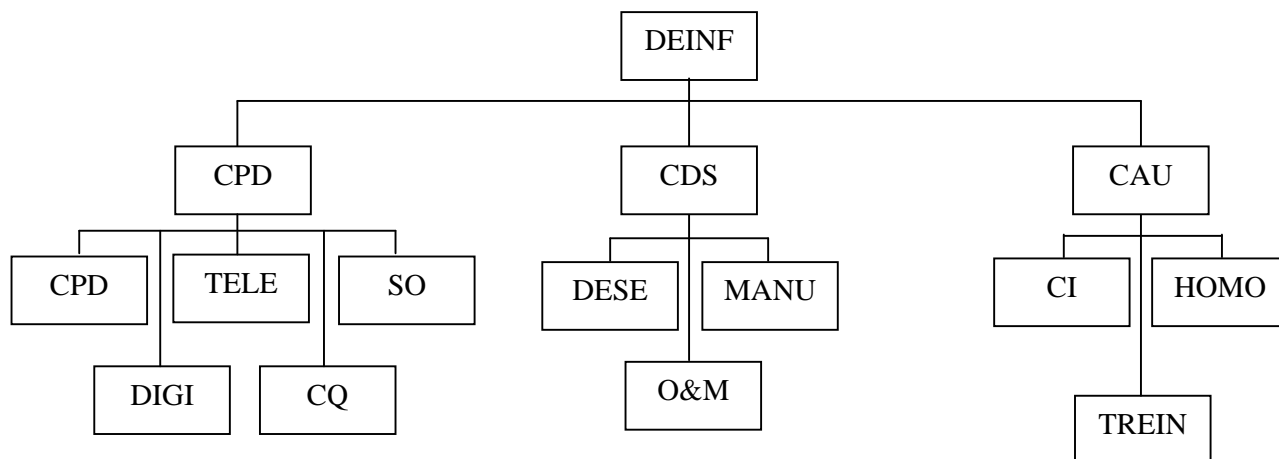 DEINF
CPD
CDS
CAU
CPD
TELE
SO
DESE
MANU
CI
HOMO
DIGI
CQ
O&M
TREIN